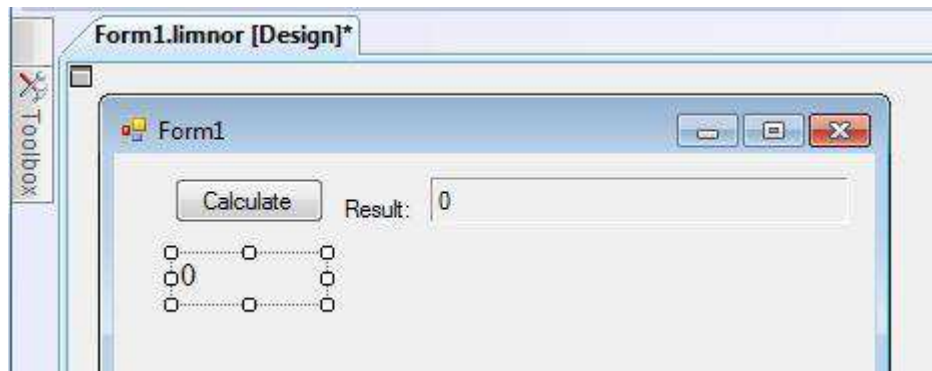 Form1.limnor [Design]*
Toolbox
Form1
Calculate Result: 0
0